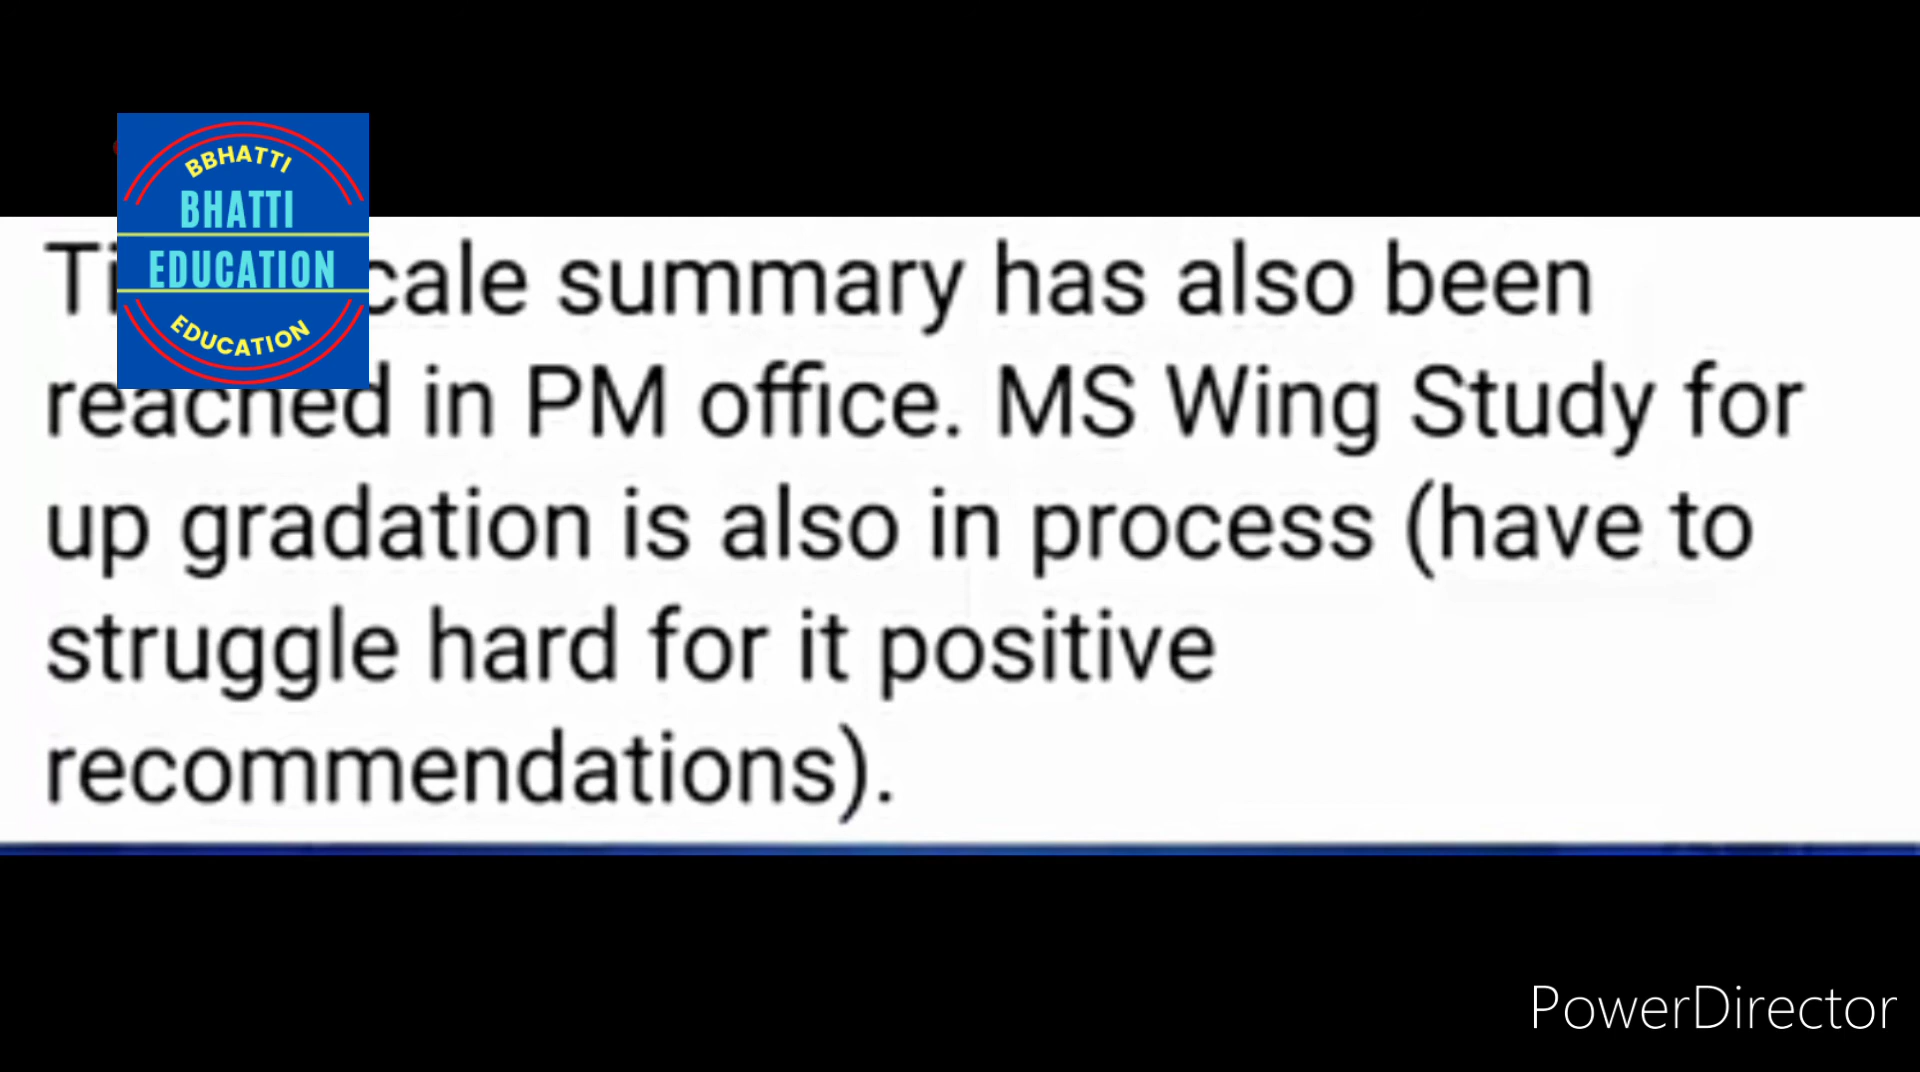 BBHATTI
BHATTI
EDUCATION
EDUCATION
summary has also been
reached in PM office. MS Wing Study for
up gradation is also in process (have to
struggle hard for it positive
recommendations).
PowerDirector